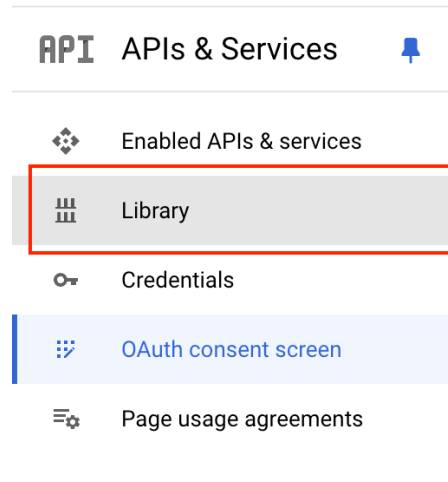 API APIs & Services
Enabled APIs & services
Library
Credentials
OAuth consent screen
Page usage agreements